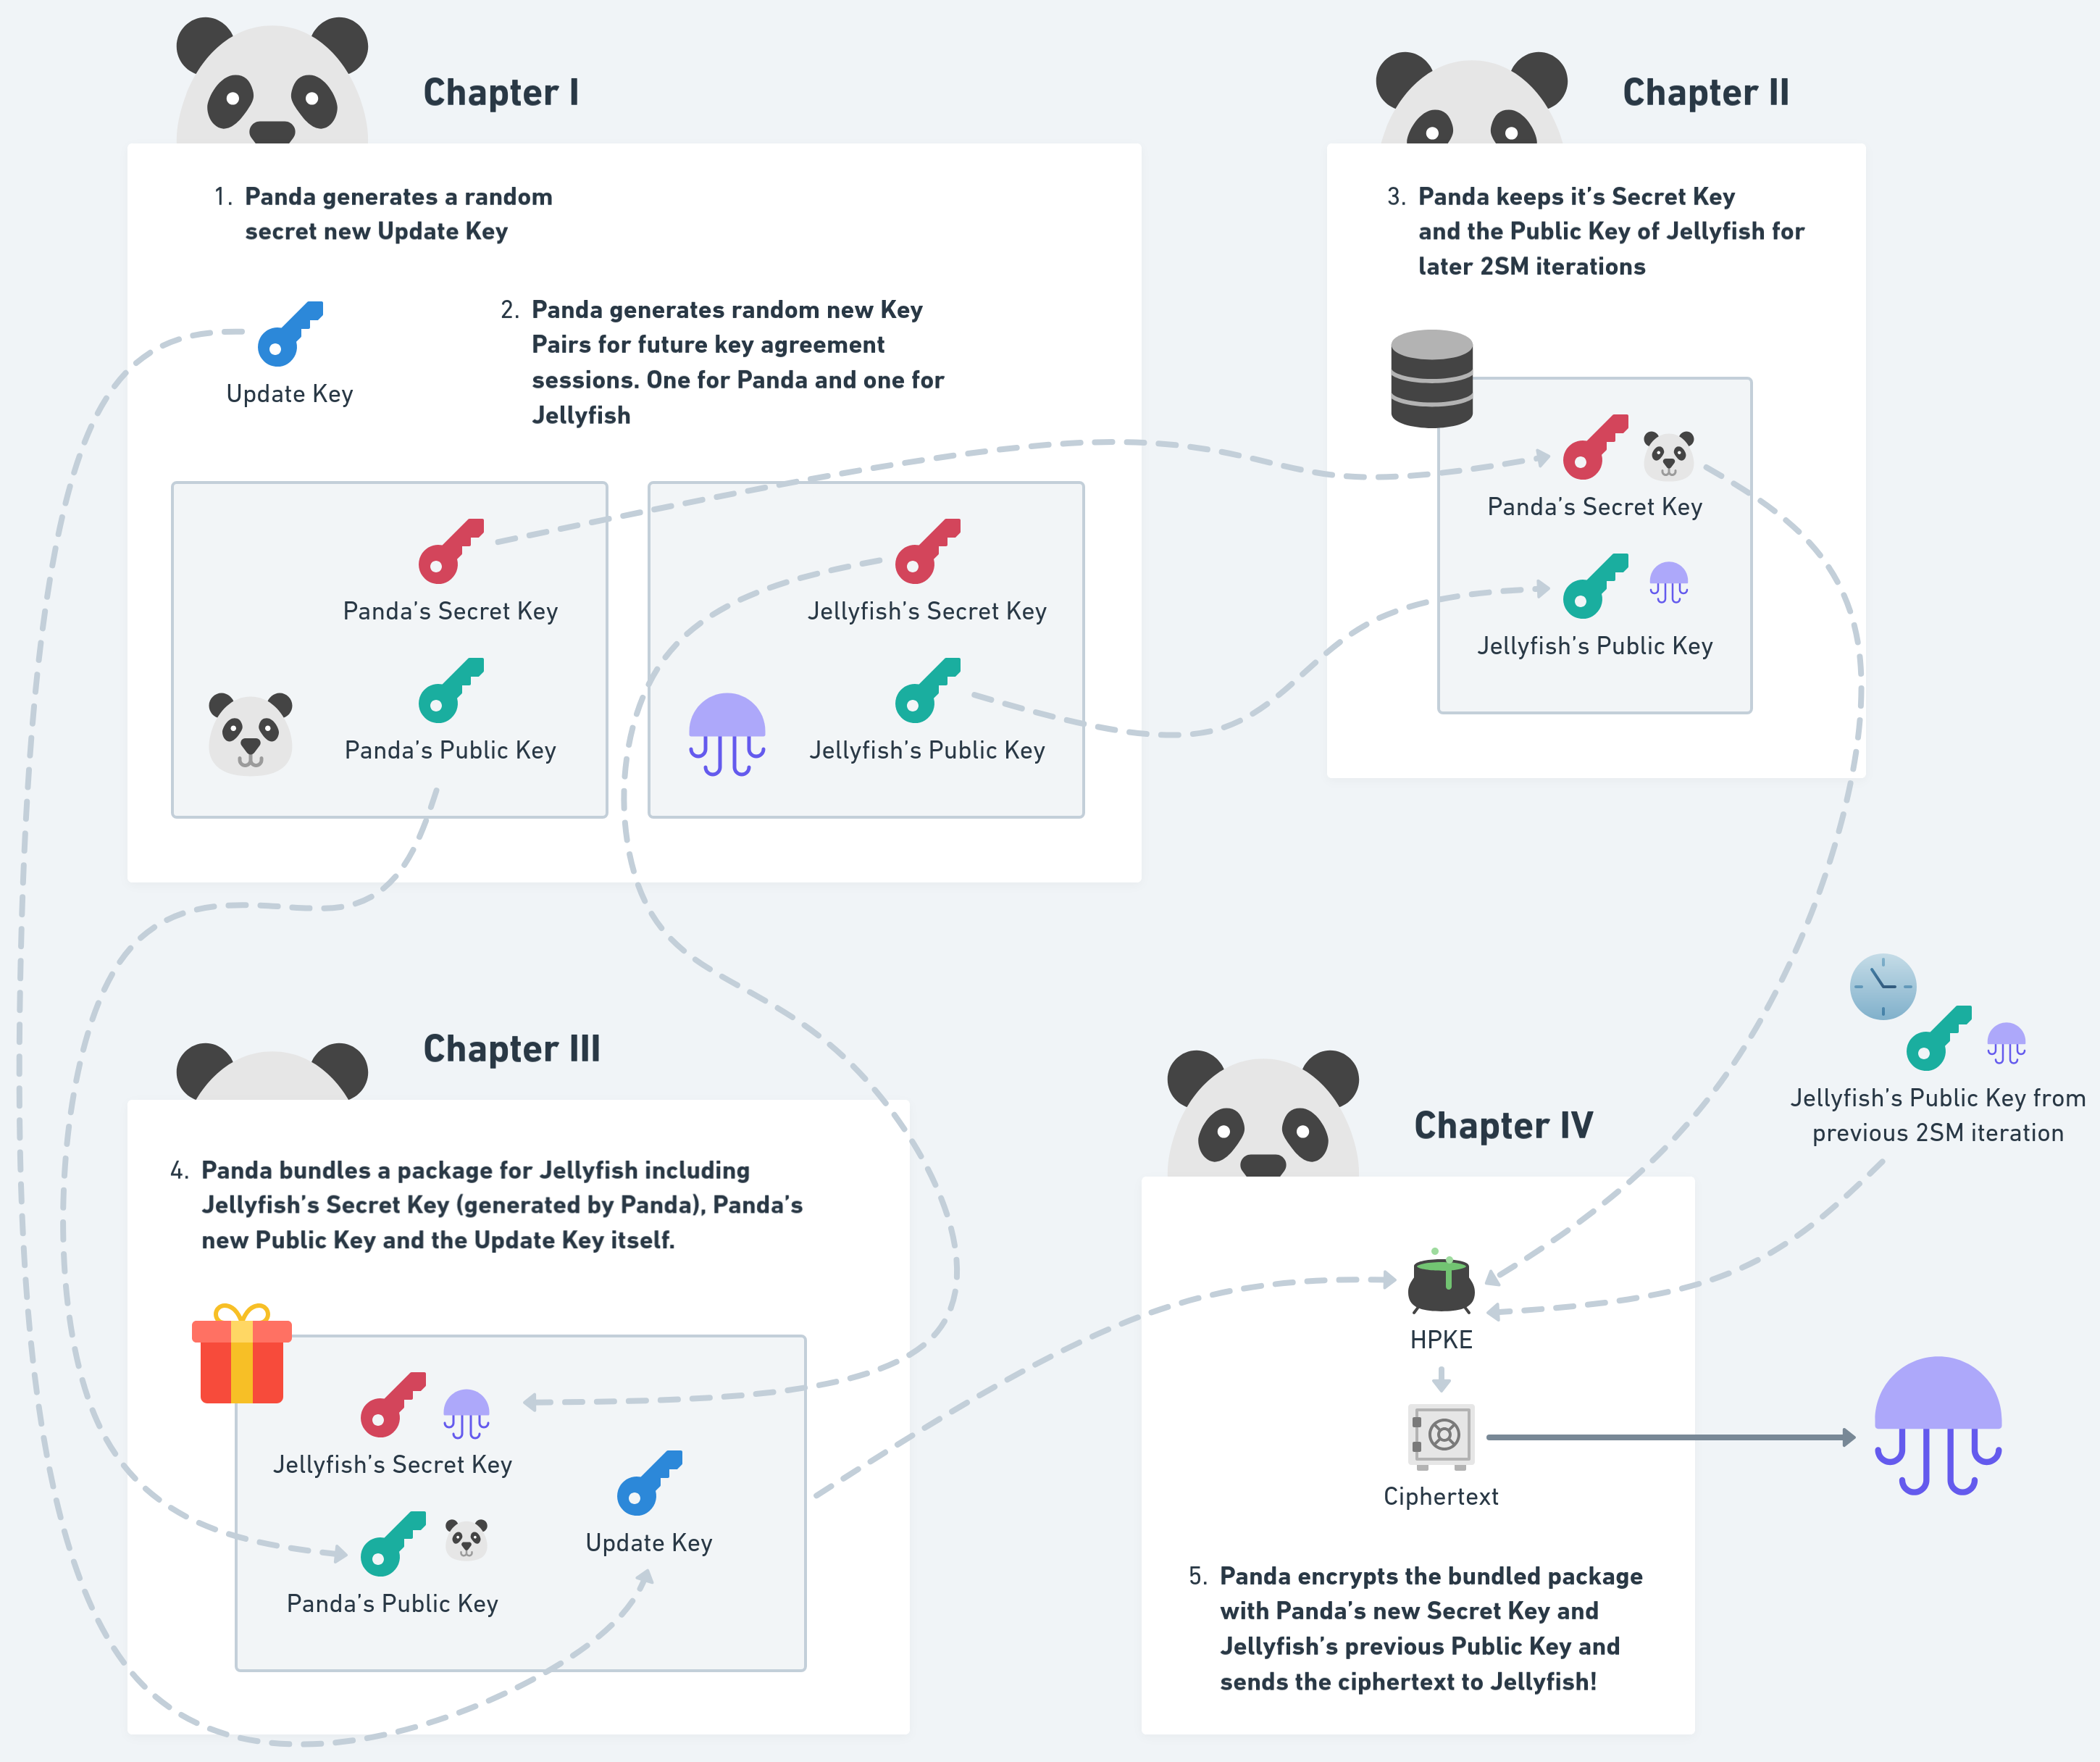 Chapter I
1. Panda generates a random
secret new Update Key
Update Key
2. Panda generates random new Key
Pairs for future key agreement
sessions. One for Panda and one for
Jellyfish
Panda’s Secret Key
Panda’s Public Key
Jellyfish’s Secret Key
Jellyfish’s Public Key
Chapter II
3. Panda keeps it’s Secret Key
and the Public Key of Jellyfish for
later 2SM iterations
Panda’s Secret Key
Jellyfish’s Public Key
Chapter III
4. Panda bundles a package for Jellyfish including
Jellyfish’s Secret Key (generated by Panda), Panda’s
new Public Key and the Update Key itself.
Jellyfish’s Secret Key
Panda’s Public Key
Update Key
Chapter IV
Jellyfish’s Public Key from
previous 2SM iteration
HPKE
Ciphertext
5. Panda encrypts the bundled package
with Panda’s new Secret Key and
Jellyfish’s previous Public Key and
sends the ciphertext to Jellyfish!